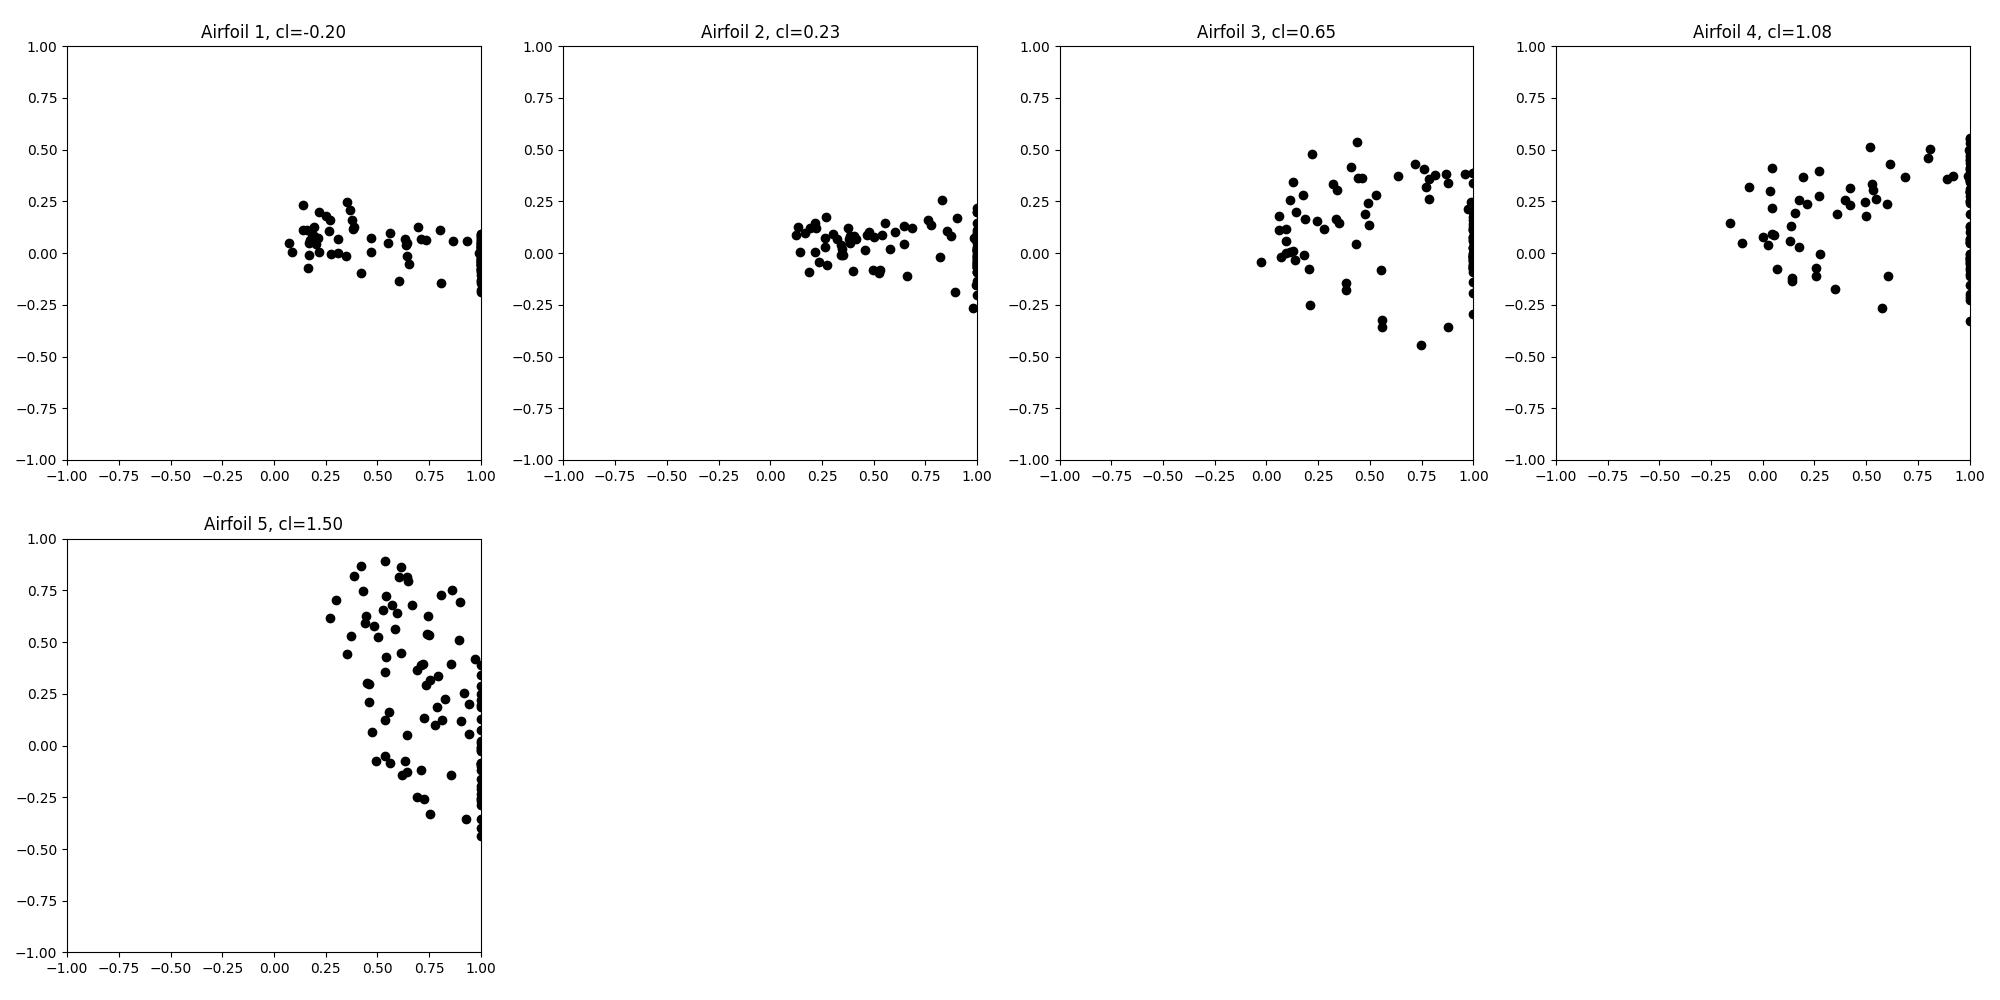 Airfoil 1, cl=-0.20
Airfoil 2, cl=0.23
Airfoil 3, cl=0.65
Airfoil 4, cl=1.08
1.00 1.00 1.00 1.00
0.75 0.75 0.75 0.75
0.50 0.50 0.50 0.50
0.25 0.25 0.25 0.25
0.00 0.00 0.00 0.00
−0.25 −0.25 −0.25 −0.25
−0.50 −0.50 −0.50 −0.50
−0.75 −0.75 −0.75 −0.75
−1.00 −1.00 −1.00 −1.00
−1.00 −0.75 −0.50 −0.25 0.00 0.25 0.50 0.75 1.00
−1.00 −0.75 −0.50 −0.25 0.00 0.25 0.50 0.75 1.00
−1.00 −0.75 −0.50 −0.25 0.00 0.25 0.50 0.75 1.00
−1.00 −0.75 −0.50 −0.25 0.00 0.25 0.50 0.75 1.00
Airfoil 5, cl=1.50
1.00
0.75
0.50
0.25
0.00
−0.25
−0.50
−0.75
−1.00
−1.00 −0.75 −0.50 −0.25 0.00 0.25 0.50 0.75 1.00